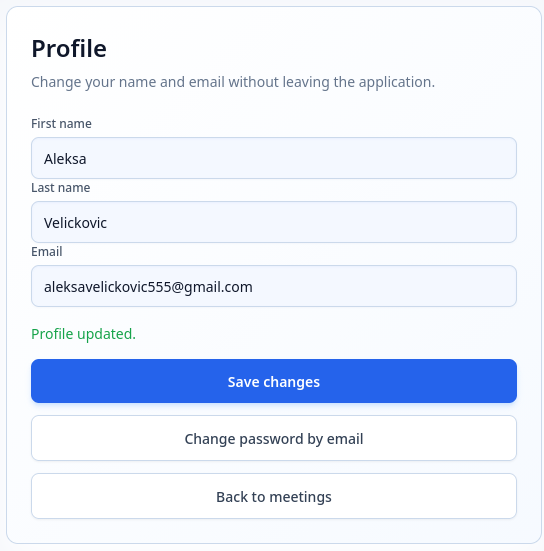 Profile
Change your name and email without leaving the application.
First name
Aleksa
Last name
Velickovic
Email
aleksavelickovic555@gmail.com
Profile updated.
Save changes
Change password by email
Back to meetings